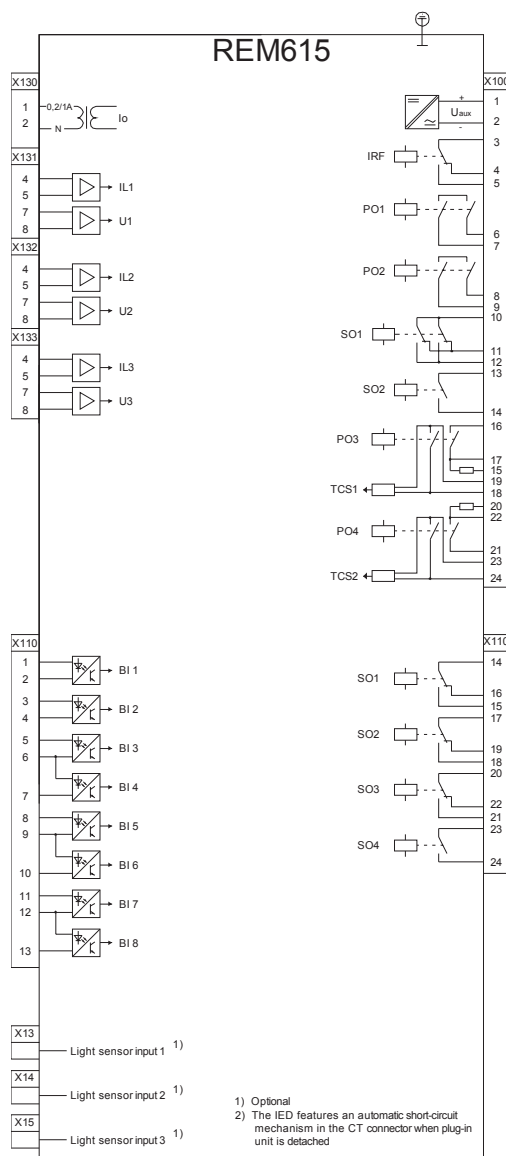 REM615
X130
1
0,2/1A
2
N
Io
X131
4
5
IL1
7
8
U1
X132
4
5
IL2
7
8
U2
X133
4
5
IL3
7
8
U3
X110
1
2
BI 1
3
4
BI 2
5
6
BI 3
7
BI 4
8
9
BI 5
10
BI 6
11
12
BI 7
13
BI 8
X13
Light sensor input 1 1)
X14
Light sensor input 2 1)
X15
Light sensor input 3 1)
X100
+
1
Uaux
2
-
3
IRF
4
5
PO1
6
7
PO2
8
9
10
SO1
11
12
13
SO2
14
16
PO3
17
15
19
TCS1
18
20
22
PO4
21
23
TCS2
24
X110
14
SO1
16
15
17
SO2
19
18
20
SO3
22
21
23
SO4
24
1) Optional
2) The IED features an automatic short-circuit
mechanism in the CT connector when plug-in
unit is detached